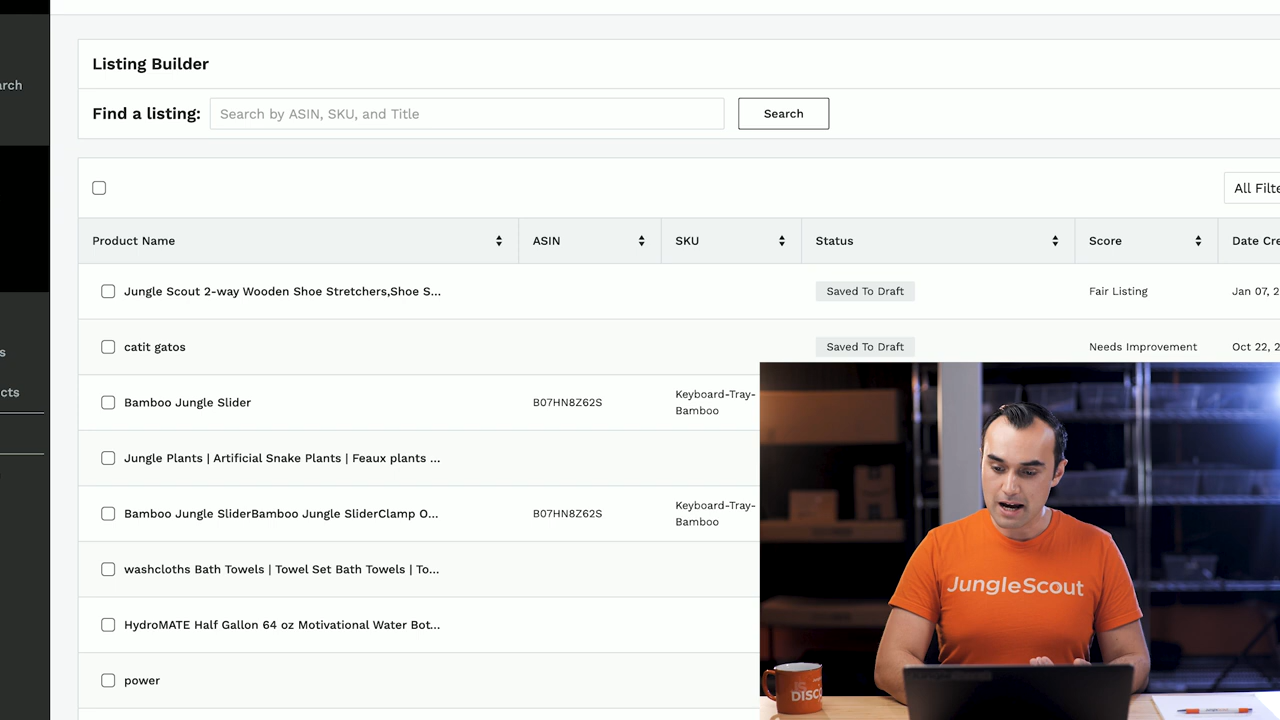 arch
Listing Builder
Find a listing: Search by ASIN, SKU, and Title Search
All Filte
Product Name ASIN SKU Status Score Date Cre
Jungle Scout 2-way Wooden Shoe Stretchers,Shoe S... Saved To Draft Fair Listing Jan 07, 2
catit gatos Saved To Draft Needs Improvement Oct 22, 2
s
Bamboo Jungle Slider B07HN8Z62S Keyboard-Tray-
Bamboo
cts
Jungle Plants | Artificial Snake Plants | Feaux plants ...
Bamboo Jungle SliderBamboo Jungle SliderClamp O... B07HN8Z62S Keyboard-Tray-
Bamboo
washcloths Bath Towels | Towel Set Bath Towels | To...
HydroMATE Half Gallon 64 oz Motivational Water Bot...
power
JungleScout
DISCO